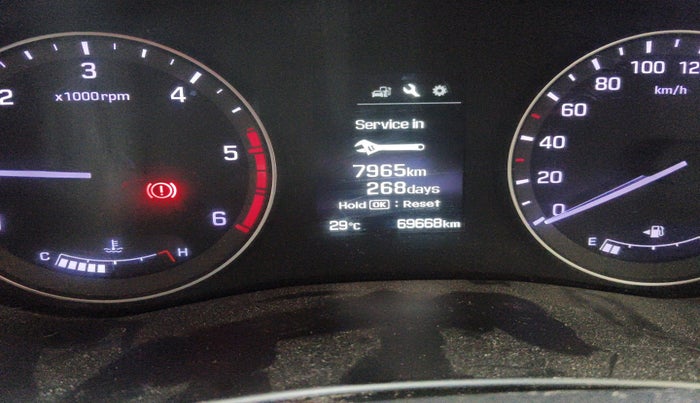 2 3 4 5 6
x1000rpm
C H
Service in
7965km
268days
Hold OK : Reset
29°C 69668km
0 20 40 60 80 100 12
km/h
E